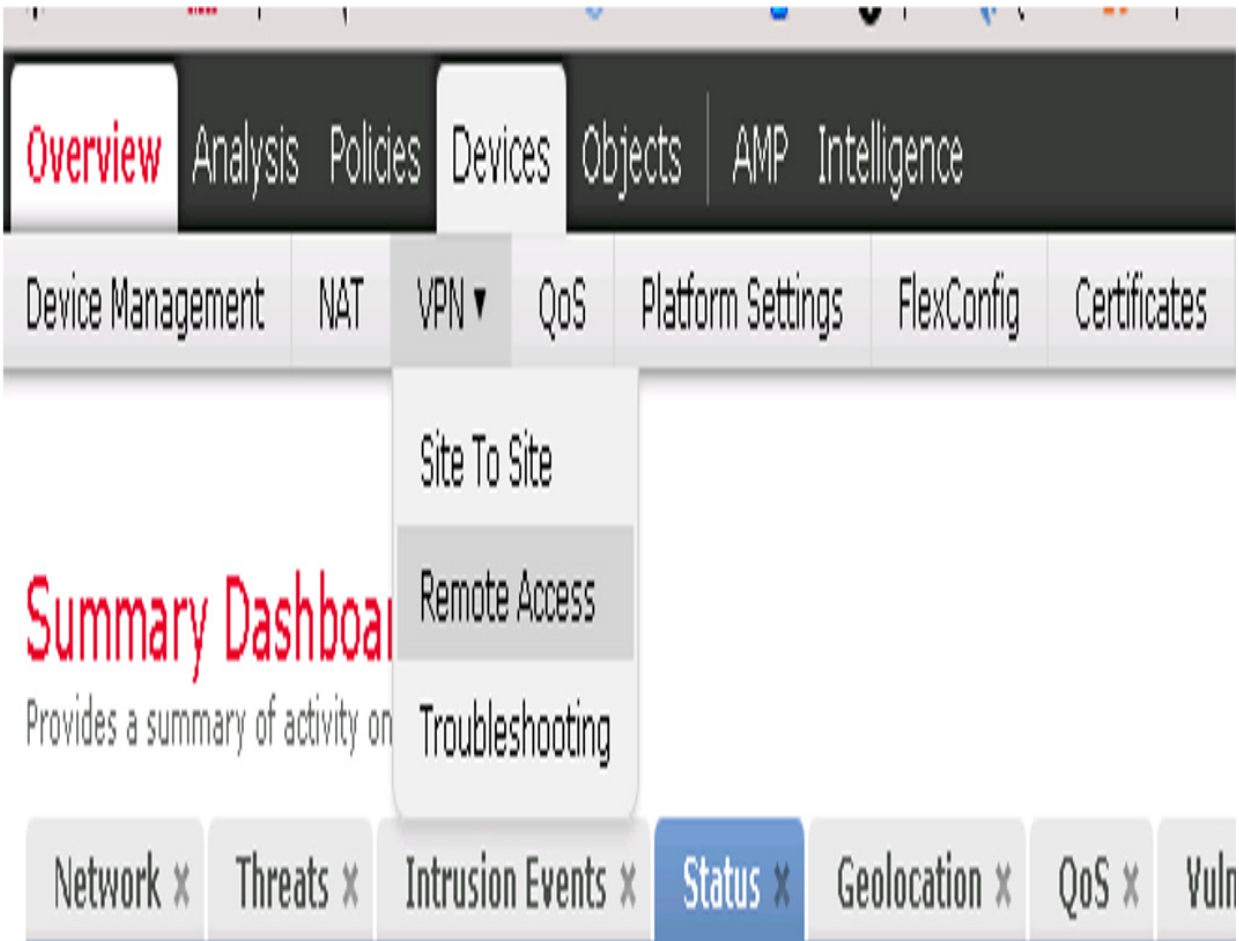 Overview Analysis Policies Devices Objects AMP Intelligence
Device Management NAT VPN ▾ QoS Platform Settings FlexConfig Certificates
Site To Site
Remote Access
Troubleshooting
Summary
Provides a summary of activity on
Network × Threats × Intrusion Events × Status × Geolocation × QoS ×